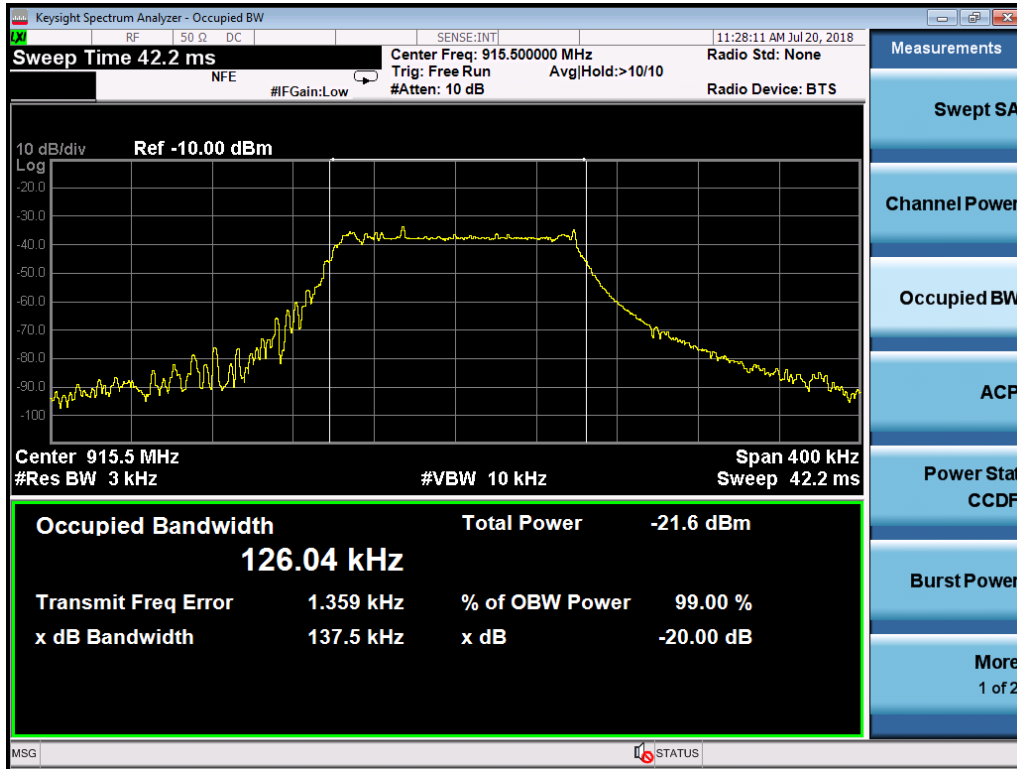 Keysight Spectrum Analyzer - Occupied BW
LXI
RF 50 Ω DC SENSE:INT 11:28:11 AM Jul 20, 2018
Sweep Time 42.2 ms
Center Freq: 915.500000 MHz Radio Std: None
NFE Trig: Free Run Avg|Hold:>10/10
#IFGain:Low #Atten: 10 dB Radio Device: BTS
10 dB/div Ref -10.00 dBm
Log
-20.0
-30.0
-40.0
-50.0
-60.0
-70.0
-80.0
-90.0
-100
Center 915.5 MHz Span 400 kHz
#Res BW 3 kHz #VBW 10 kHz Sweep 42.2 ms
Occupied Bandwidth Total Power -21.6 dBm
126.04 kHz
Transmit Freq Error 1.359 kHz % of OBW Power 99.00 %
x dB Bandwidth 137.5 kHz x dB -20.00 dB
MSG STATUS
Measurements
Swept SA
Channel Power
Occupied BW
ACP
Power Stat
CCDF
Burst Power
More
1 of 2